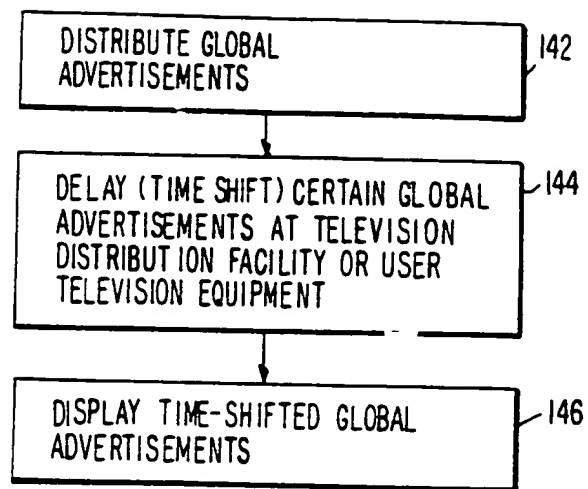 DISTRIBUTE GLOBAL
ADVERTISEMENTS
142
DELAY (TIME SHIFT) CERTAIN GLOBAL
ADVERTISEMENTS AT TELEVISION
DISTRIBUTION FACILITY OR USER
TELEVISION EQUIPMENT
144
DISPLAY TIME-SHIFTED GLOBAL
ADVERTISEMENTS
146